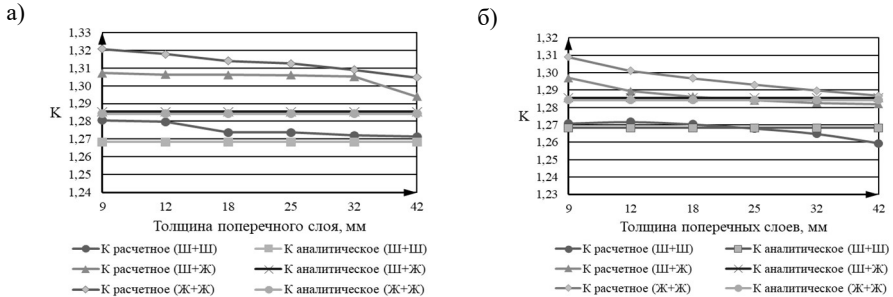 а)
1,33
1,32
1,31
1,30
1,29
1,28
1,27
1,26
1,25
1,24
К
9 12 18 25 32 42
Толщина поперечного слоя, мм
К расчетное (Ш+Ш) К аналитическое (Ш+Ш)
К расчетное (Ш+Ж) К аналитическое (Ш+Ж)
К расчетное (Ж+Ж) К аналитическое (Ж+Ж)
б)
1,32
1,31
1,30
1,29
1,28
1,27
1,26
1,25
1,24
1,23
К
9 12 18 25 32 42
Толщина поперечных слоев, мм
К расчетное (Ш+Ш) К аналитическое (Ш+Ш)
К расчетное (Ш+Ж) К аналитическое (Ш+Ж)
К расчетное (Ж+Ж) К аналитическое (Ж+Ж)